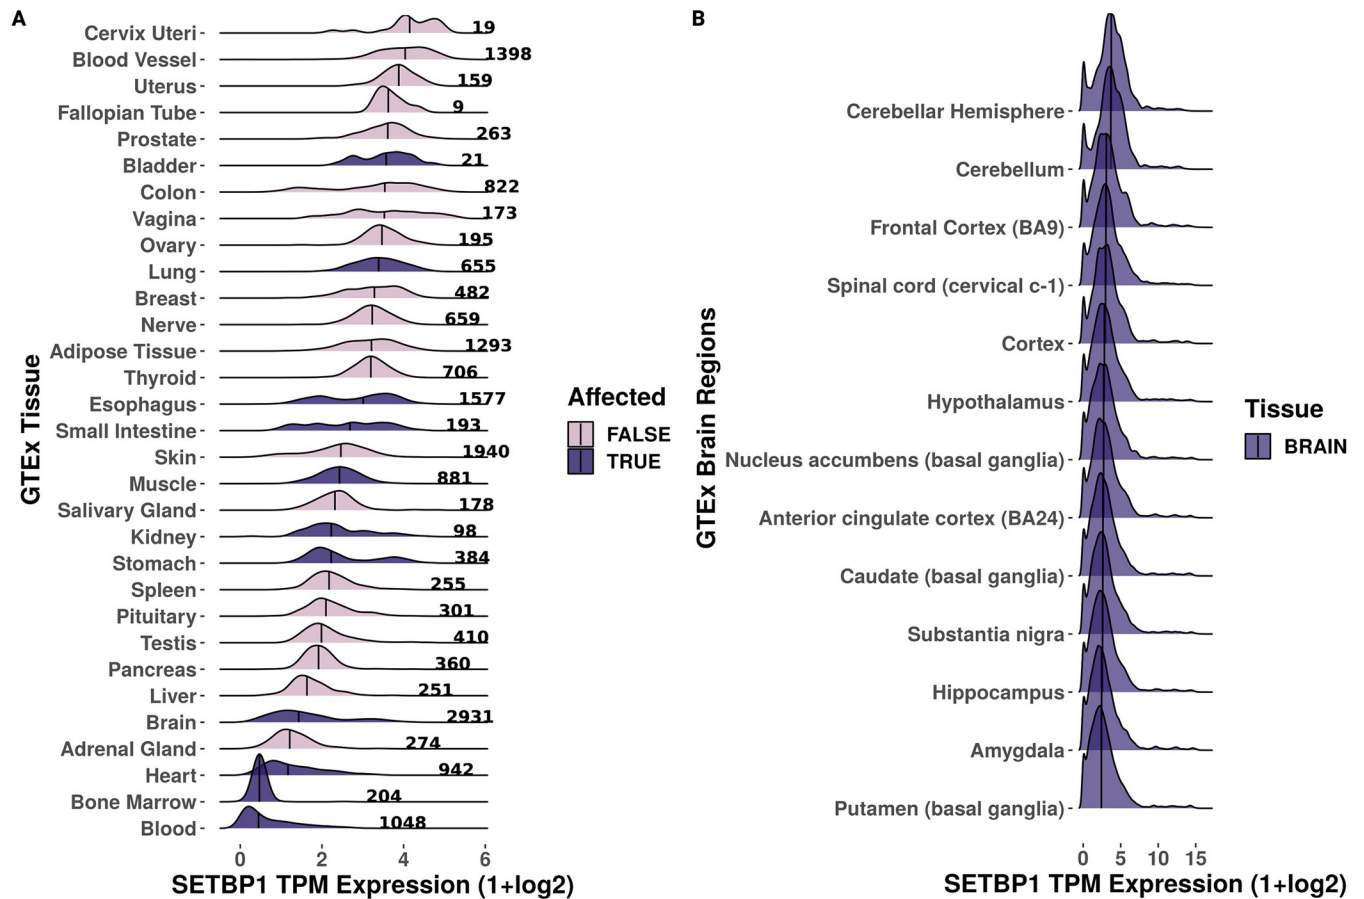 A
Cervix Uteri 19
Blood Vessel 1398
Uterus 159
Fallopian Tube 9
Prostate 263
Bladder 21
Colon 822
Vagina 173
Ovary 195
Lung 655
Breast 482
Nerve 659
Adipose Tissue 1293
Thyroid 706
Esophagus 1577
Small Intestine 193
Skin 1940
Muscle 881
Salivary Gland 178
Kidney 98
Stomach 384
Spleen 255
Pituitary 301
Testis 410
Pancreas 360
Liver 251
Brain 2931
Adrenal Gland 274
Heart 942
Bone Marrow 204
Blood 1048
0 2 4 6
SETBP1 TPM Expression (1+log2)
GTEx Tissue
Affected
FALSE
TRUE
B
Cerebellar Hemisphere
Cerebellum
Frontal Cortex (BA9)
Spinal cord (cervical c-1)
Cortex
Hypothalamus
Nucleus accumbens (basal ganglia)
Anterior cingulate cortex (BA24)
Caudate (basal ganglia)
Substantia nigra
Hippocampus
Amygdala
Putamen (basal ganglia)
0 5 10 15
SETBP1 TPM Expression (1+log2)
GTEx Brain Regions
Tissue
BRAIN